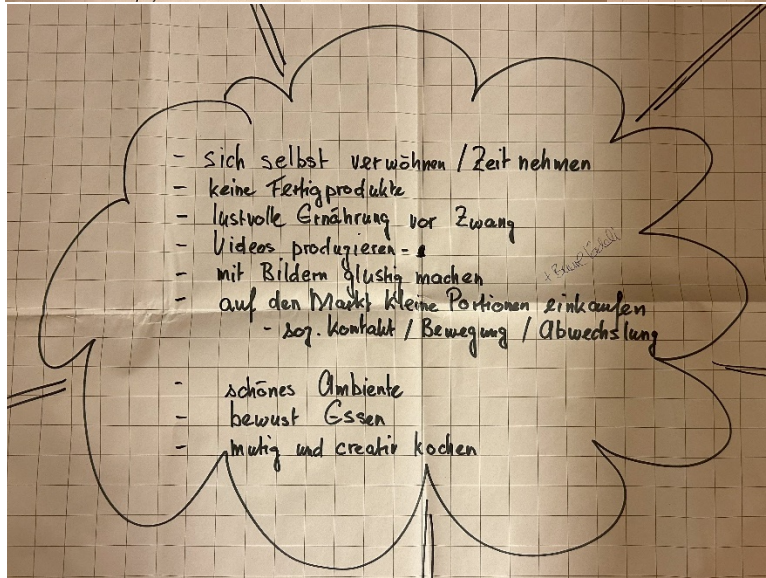 - sich selbst verwöhnen / Zeit nehmen
- keine Fertigprodukte
- lustvolle Ernährung vor Zwang
- Videos produzieren -
- mit Bildern glustig machen
- auf den Markt kleine Portionen einkaufen
- soz. Kontakt / Bewegung / Abwechslung
- schönes Ambiente
- bewust Essen
- mutig und creativ kochen